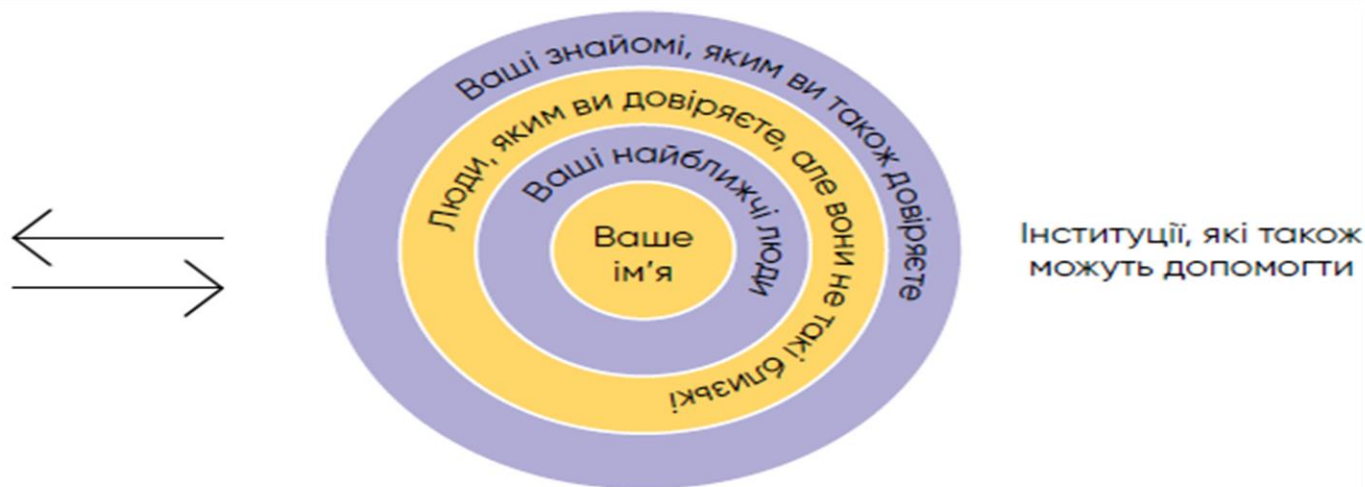 Ваші знайомі, яким ви також довіряєте
Люди, яким ви довіряєте, але вони не такі близькі
Ваші найближчі люди
Ваше
ім’я
Інституції, які також
можуть допомогти